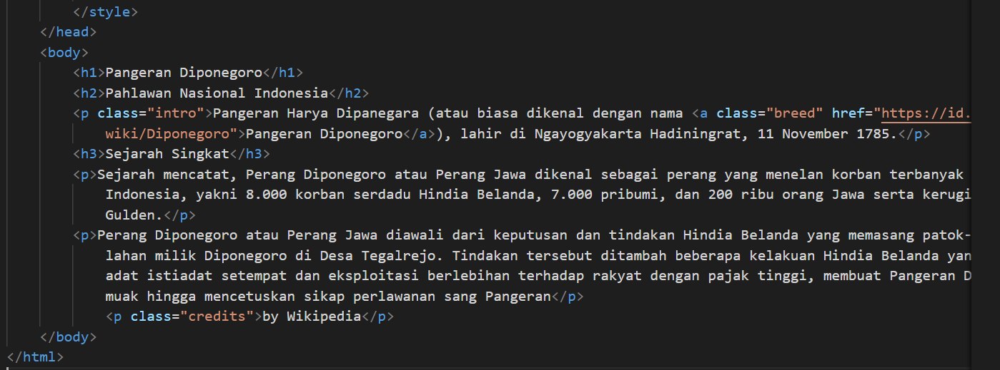 </style>
</head>
<body>
<h1>Pangeran Diponegoro</h1>
<h2>Pahlawan Nasional Indonesia</h2>
<p class="intro">Pangeran Harya Dipanegara (atau biasa dikenal dengan nama <a class="breed" href="https://id.
wiki/Diponegoro">Pangeran Diponegoro</a>), lahir di Ngayogyakarta Hadiningrat, 11 November 1785.</p>
<h3>Sejarah Singkat</h3>
<p>Sejarah mencatat, Perang Diponegoro atau Perang Jawa dikenal sebagai perang yang menelan korban terbanyak
Indonesia, yakni 8.000 korban serdadu Hindia Belanda, 7.000 pribumi, dan 200 ribu orang Jawa serta kerugi
Gulden.</p>
<p>Perang Diponegoro atau Perang Jawa diawali dari keputusan dan tindakan Hindia Belanda yang memasang patok-
lahan milik Diponegoro di Desa Tegalrejo. Tindakan tersebut ditambah beberapa kelakuan Hindia Belanda yan
adat istiadat setempat dan eksploitasi berlebihan terhadap rakyat dengan pajak tinggi, membuat Pangeran D
muak hingga mencetuskan sikap perlawanan sang Pangeran</p>
<p class="credits">by Wikipedia</p>
</body>
</html>